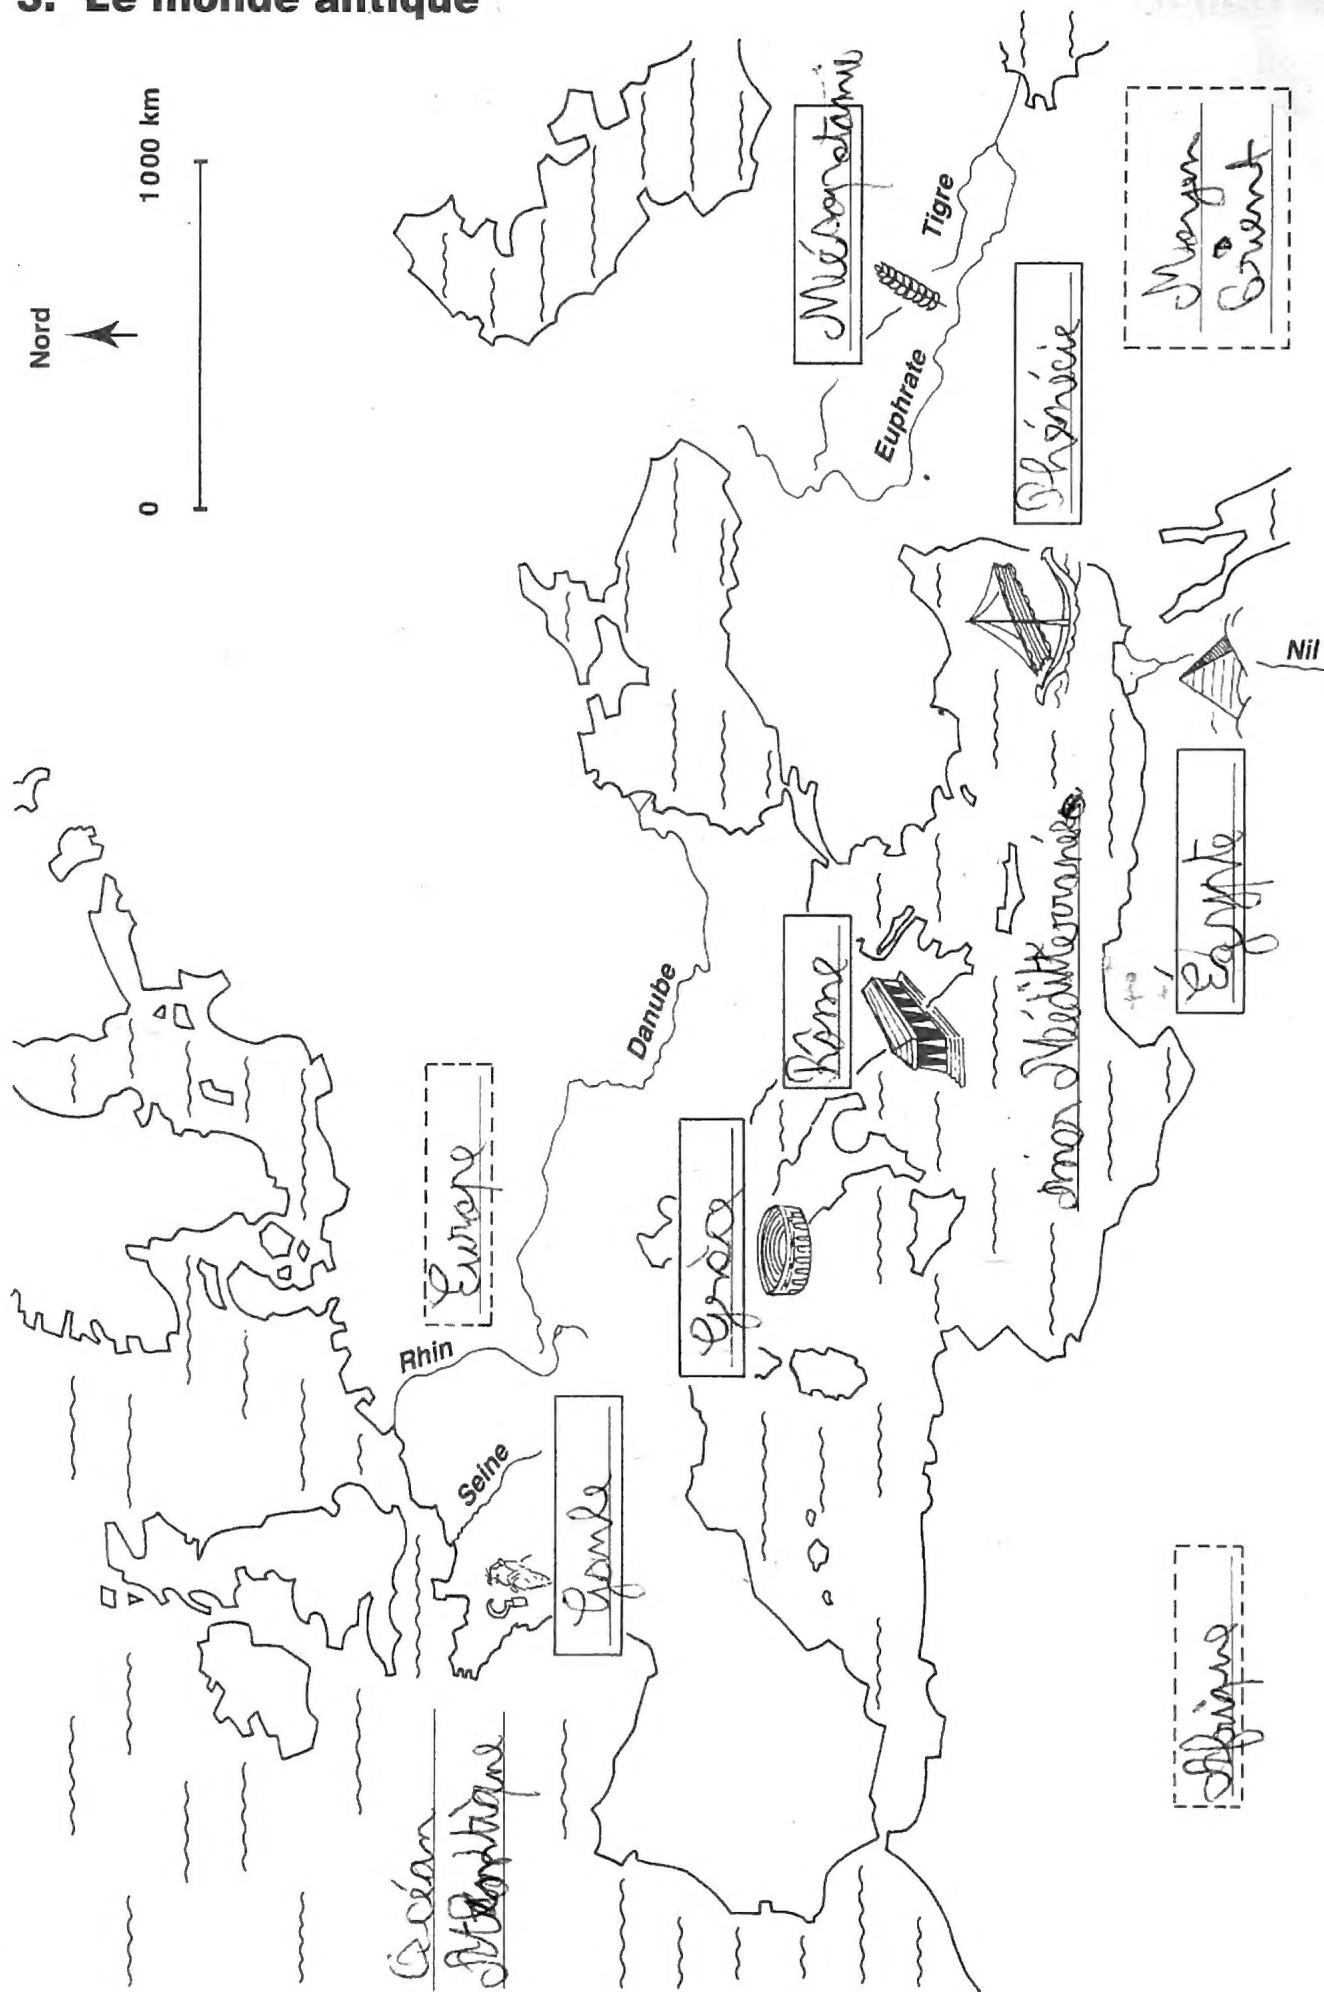 3. Le monde antique
Nord
0
1000 km
Océan
Atlantique
Europe
Rhin
Seine
Danube
Gaule
Grèce
Rome
Mésopotamie
Tigre
Euphrate
Phénicie
mer Méditerranée
Moyen
Orient
Égypte
Nil
Afrique